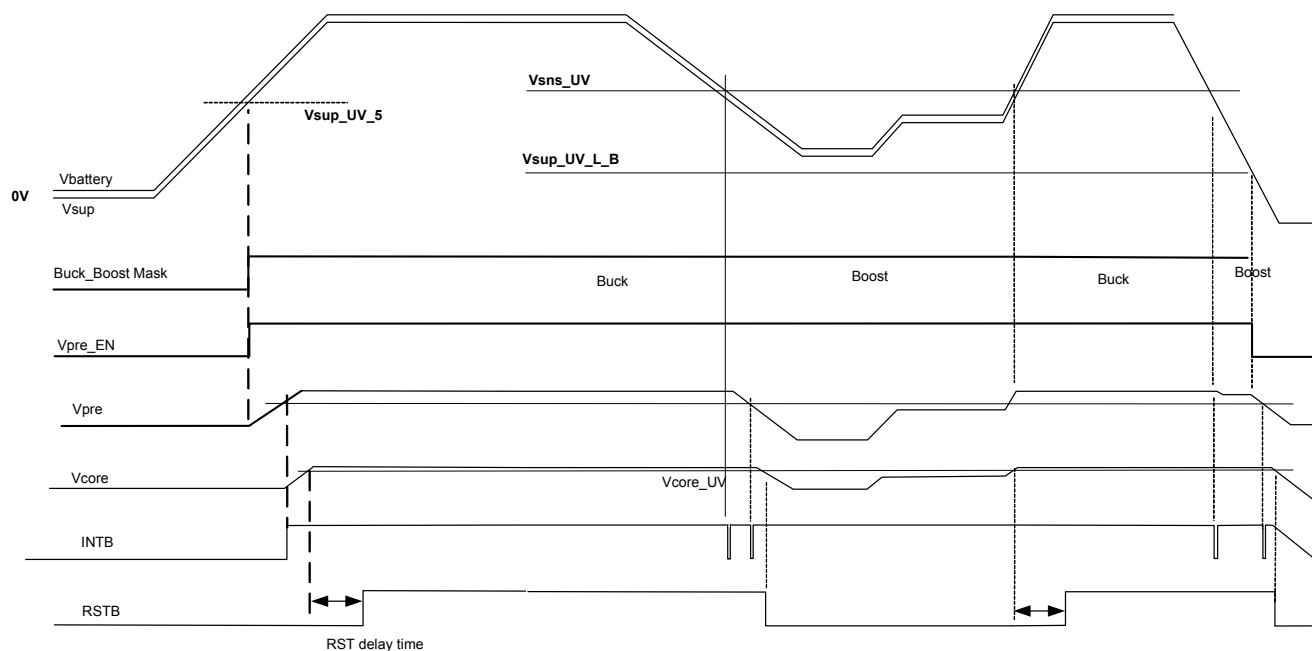 Vsns_UV
Vsup_UV_5
Vsup_UV_L_B
Vbattery
0V
Vsup
Buck_Boost Mask
Buck
Boost
Buck
Boost
Vpre_EN
Vpre
Vcore
Vcore_UV
INTB
RSTB
RST delay time